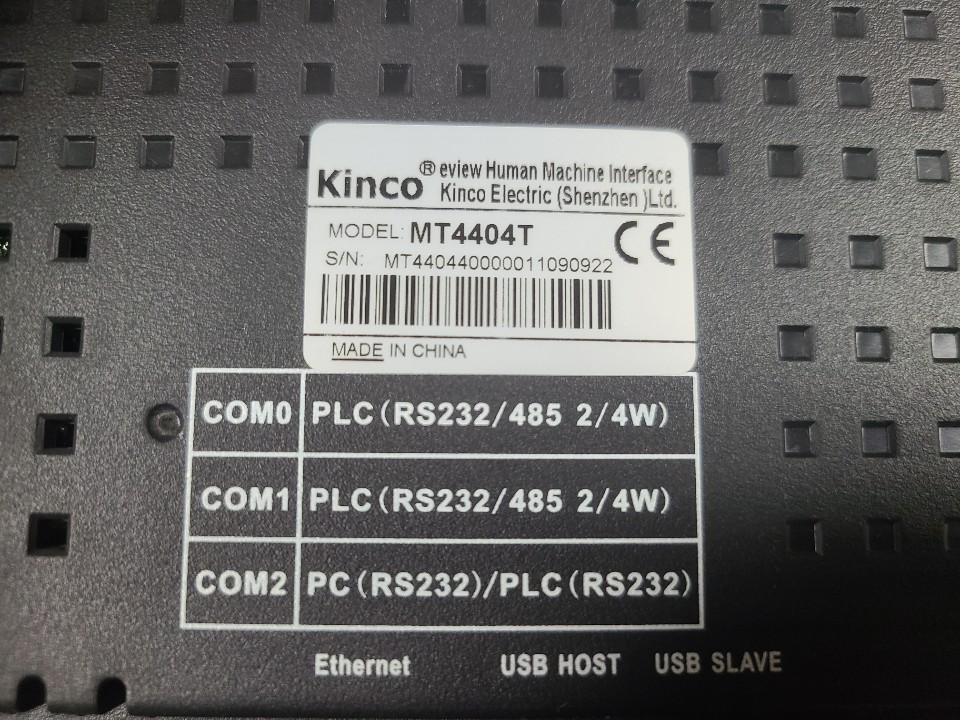 Kinco® eview Human Machine Interface
Kinco Electric (Shenzhen )Ltd.
MODEL: MT4404T CE
S/N: MT440440000011090922
MADE IN CHINA
COM0 PLC(RS232/485 2/4W)
COM1 PLC(RS232/485 2/4W)
COM2 PC(RS232)/PLC(RS232)
Ethernet USB HOST USB SLAVE